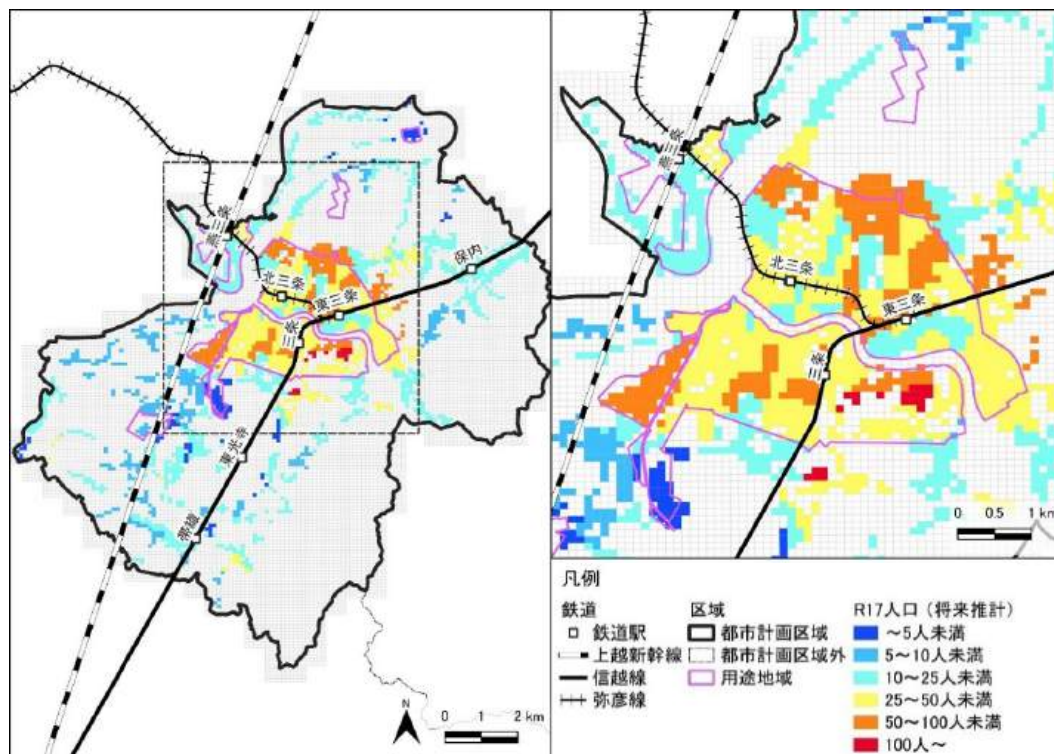 燕三条
北三条
東三条
三条
保内
東光寺
帯織
N
0 1 2 km
燕三条
北三条
東三条
三条
0 0.5 1 km
凡例
鉄道
鉄道駅
上越新幹線
信越線
弥彦線
区域
都市計画区域
都市計画区域外
用途地域
R17人口（将来推計）
～5人未満
5～10人未満
10～25人未満
25～50人未満
50～100人未満
100人～